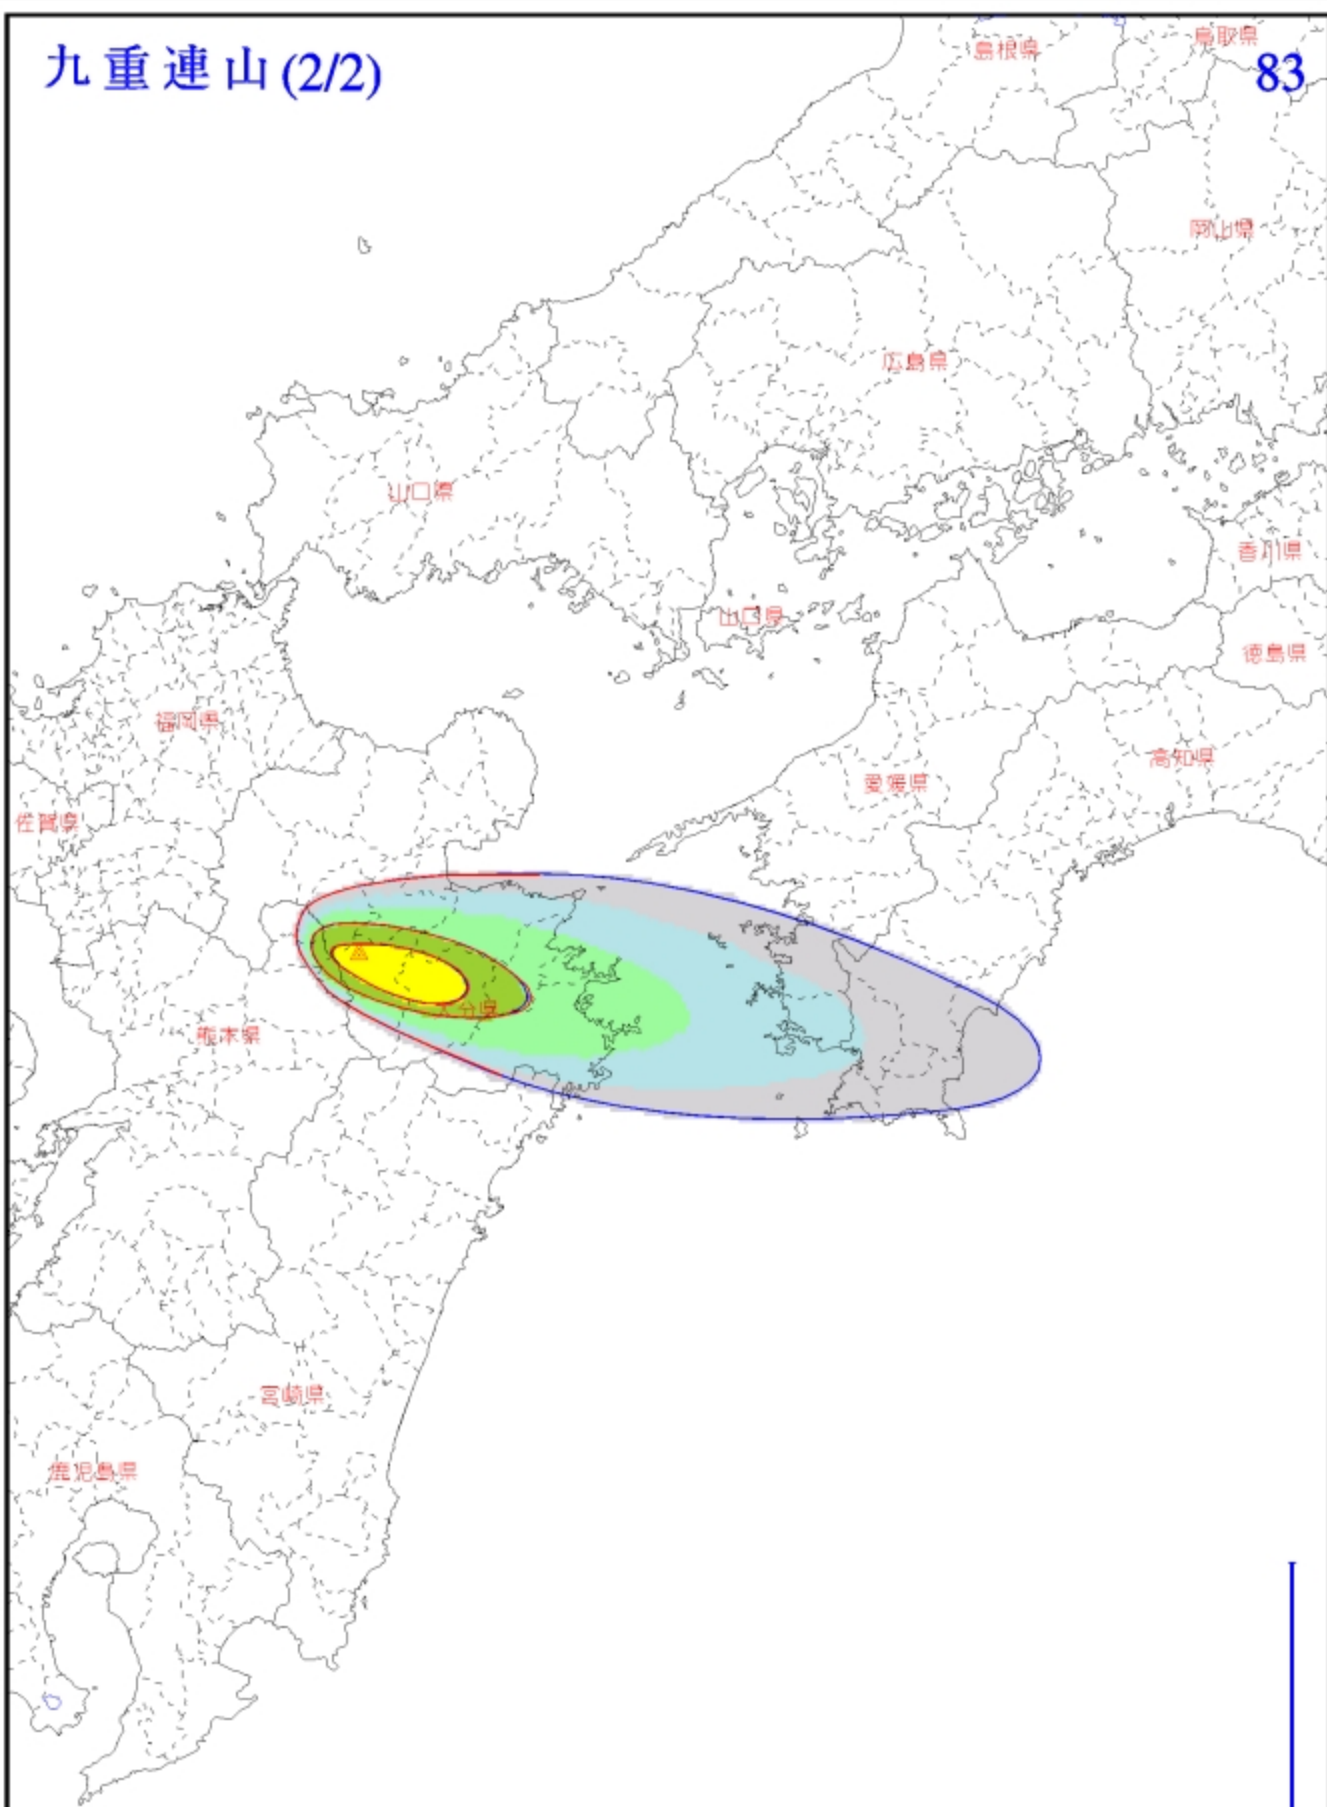 九重連山 (2/2)
83
島根県
鳥取県
岡山県
広島県
山口県
香川県
山口県
徳島県
福岡県
高知県
愛媛県
佐賀県
大分県
熊本県
宮崎県
鹿児島県